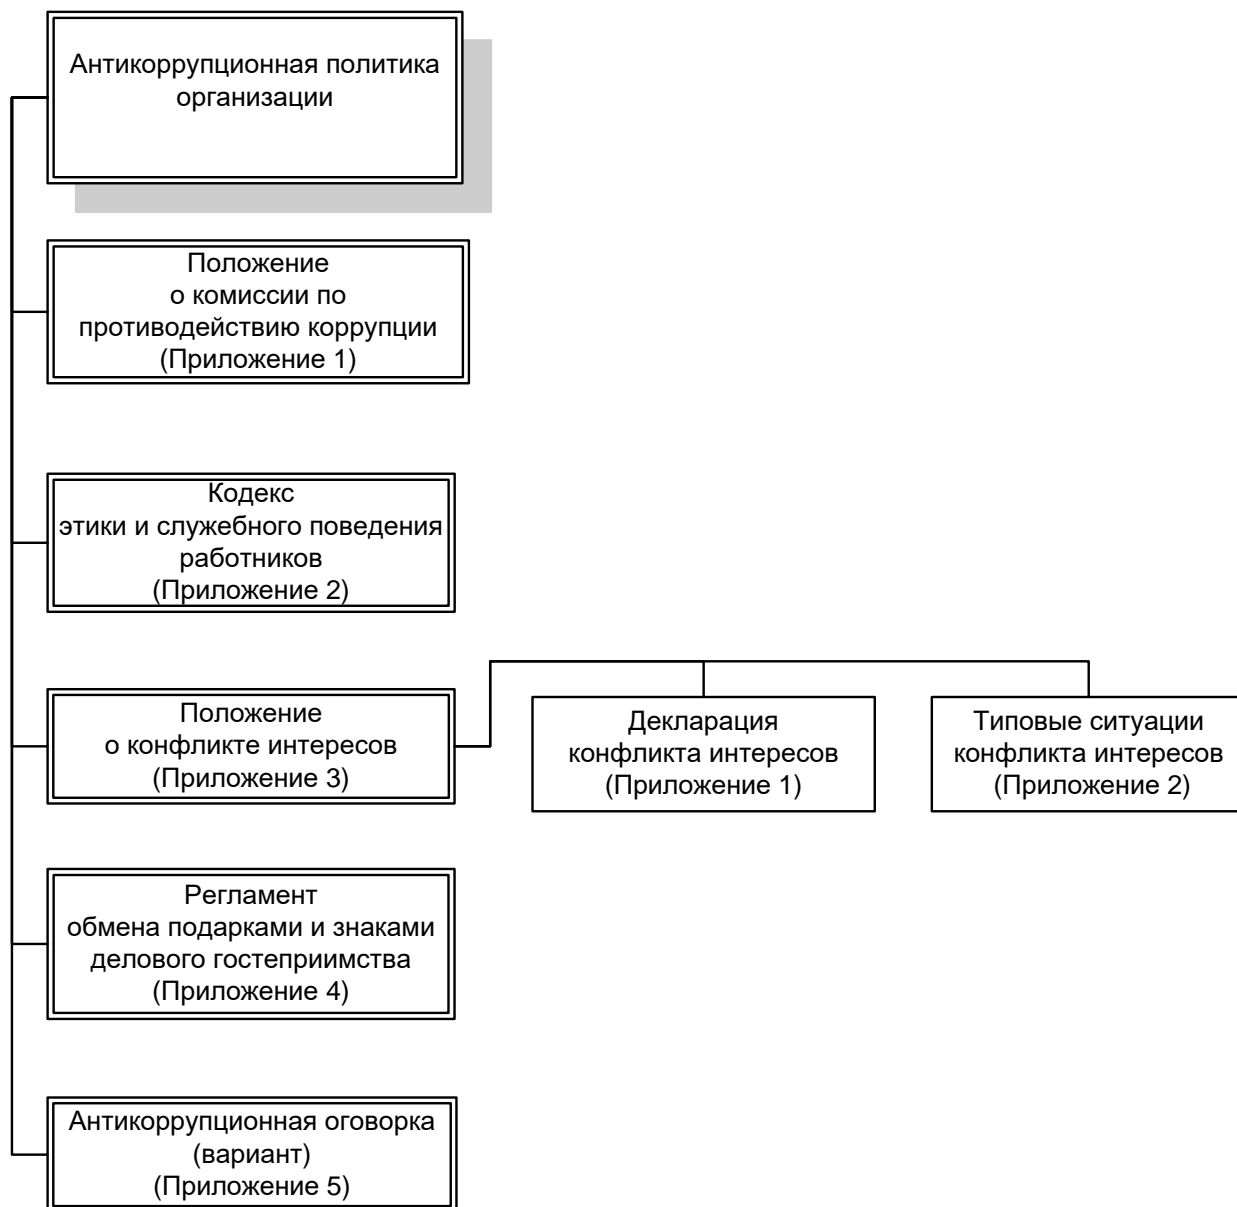 Антикоррупционная политика
организации
Положение
о комиссии по
противодействию коррупции
(Приложение 1)
Кодекс
этики и служебного поведения
работников
(Приложение 2)
Положение
о конфликте интересов
(Приложение 3)
Декларация
конфликта интересов
(Приложение 1)
Типовые ситуации
конфликта интересов
(Приложение 2)
Регламент
обмена подарками и знаками
делового гостеприимства
(Приложение 4)
Антикоррупционная оговорка
(вариант)
(Приложение 5)